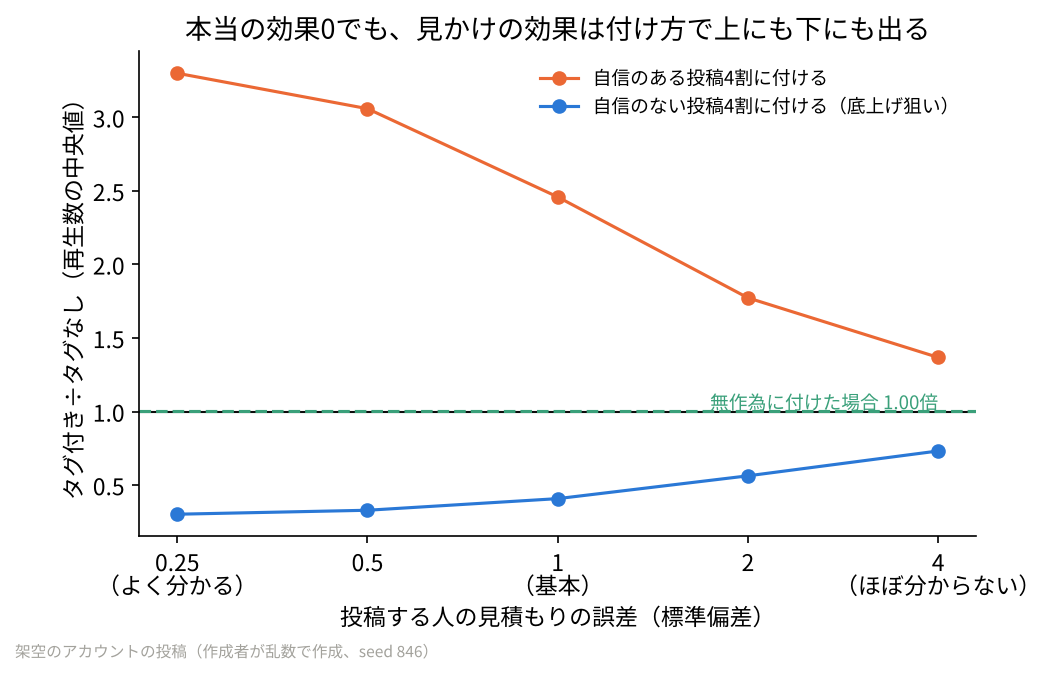 本当の効果0でも、見かけの効果は付け方で上にも下にも出る
自信のある投稿4割に付ける
自信のない投稿4割に付ける（底上げ狙い）
タグ付き÷タグなし（再生数の中央値）
3.0
2.5
2.0
1.5
1.0
0.5
無作為に付けた場合 1.00倍
0.25
（よく分かる）
0.5
1
（基本）
2
4
（ほぼ分からない）
投稿する人の見積もりの誤差（標準偏差）
架空のアカウントの投稿（作成者が乱数で作成、seed 846）